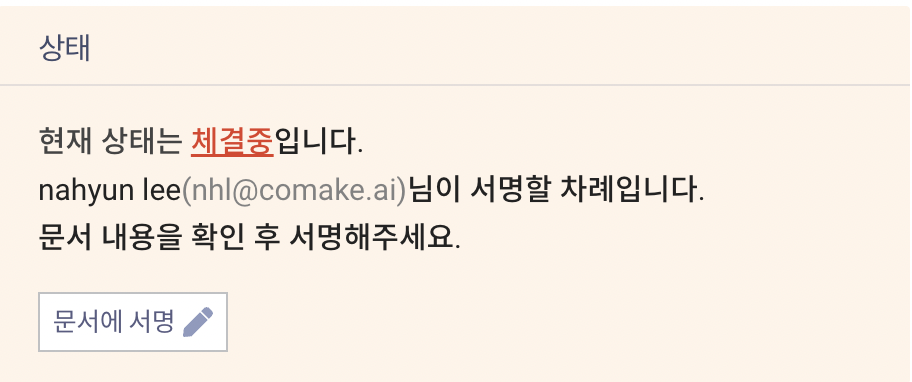 상태
현재 상태는 체결중입니다.
nahyun lee(nhl@comake.ai)님이 서명할 차례입니다.
문서 내용을 확인 후 서명해주세요.
문서에 서명